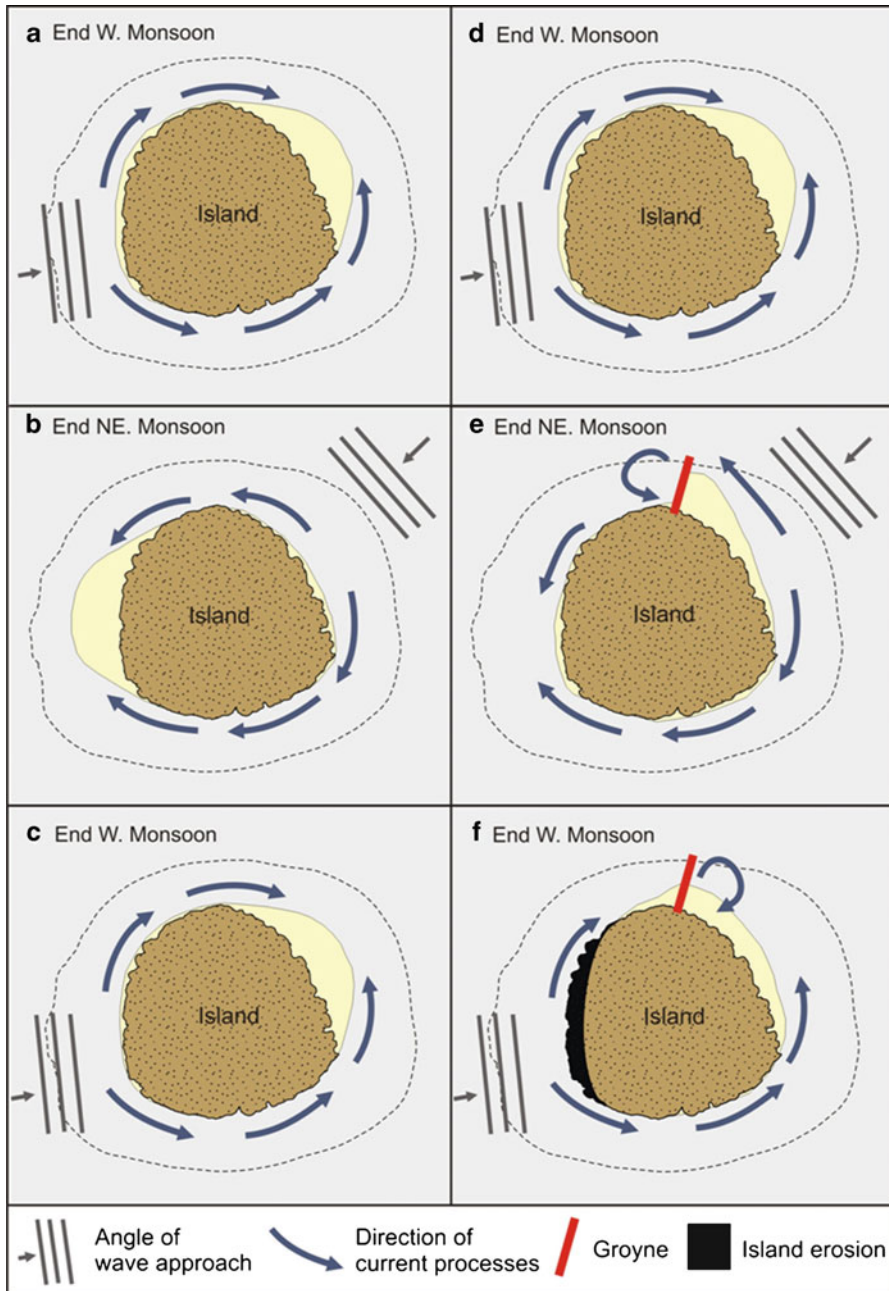 a End W. Monsoon
Island
d End W. Monsoon
Island
b End NE. Monsoon
Island
e End NE. Monsoon
Island
c End W. Monsoon
Island
f End W. Monsoon
Island
Angle of
wave approach
Direction of
current processes
Groyne
Island erosion